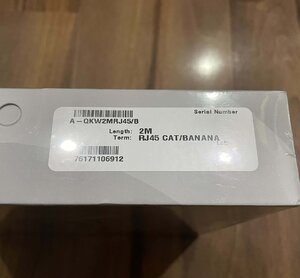 Serial Number
A-QKW2MRJ45/B
Length: 2M
Term: RJ45 CAT/BANANA
76171106912